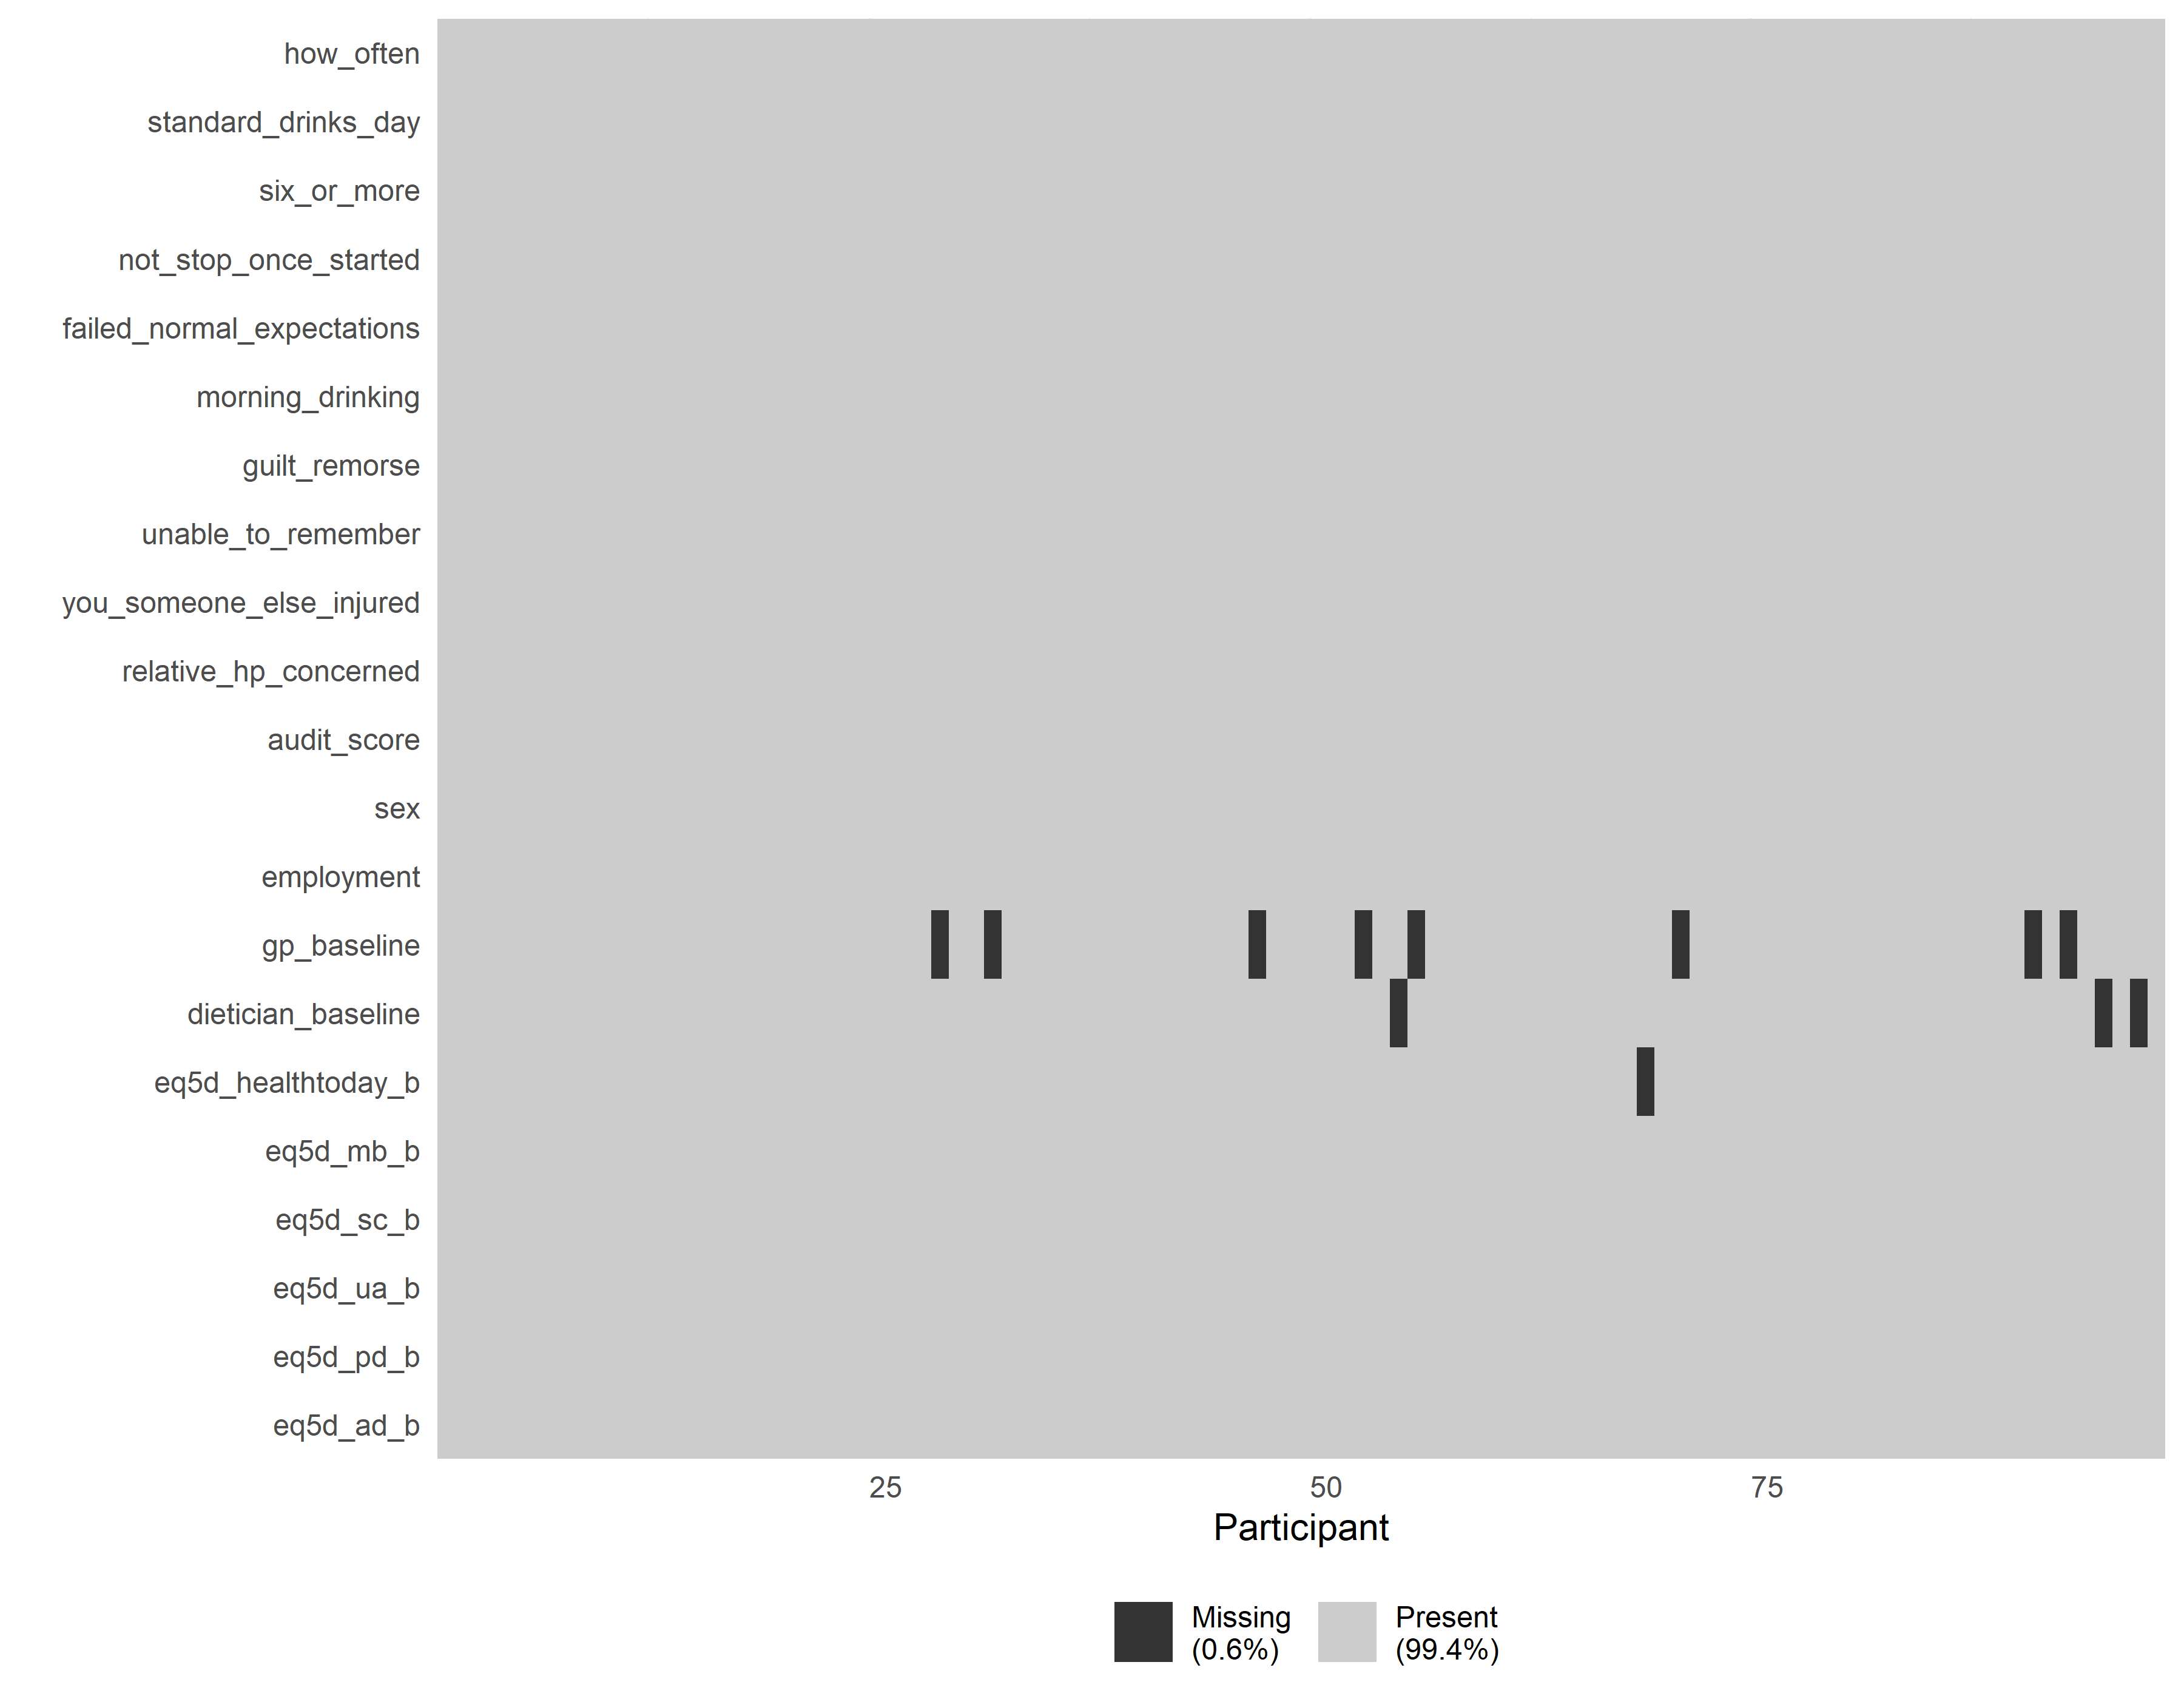 how_often
standard_drinks_day
six_or_more
not_stop_once_started
failed_normal_expectations
morning_drinking
guilt_remorse
unable_to_remember
you_someone_else_injured
relative_hp_concerned
audit_score
sex
employment
gp_baseline
dietician_baseline
eq5d_healthtoday_b
eq5d_mb_b
eq5d_sc_b
eq5d_ua_b
eq5d_pd_b
eq5d_ad_b
25 50 75
Participant
Missing
(0.6%)
Present
(99.4%)